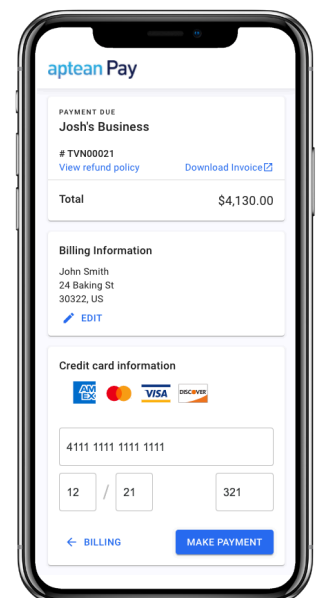 aptean Pay
PAYMENT DUE
Josh's Business
# TVN00021
View refund policy Download Invoice
Total $4,130.00
Billing Information
John Smith
24 Baking St
30322, US
EDIT
Credit card information
AM EX VISA DISCOVER
4111 1111 1111 1111
12 / 21 321
BILLING MAKE PAYMENT